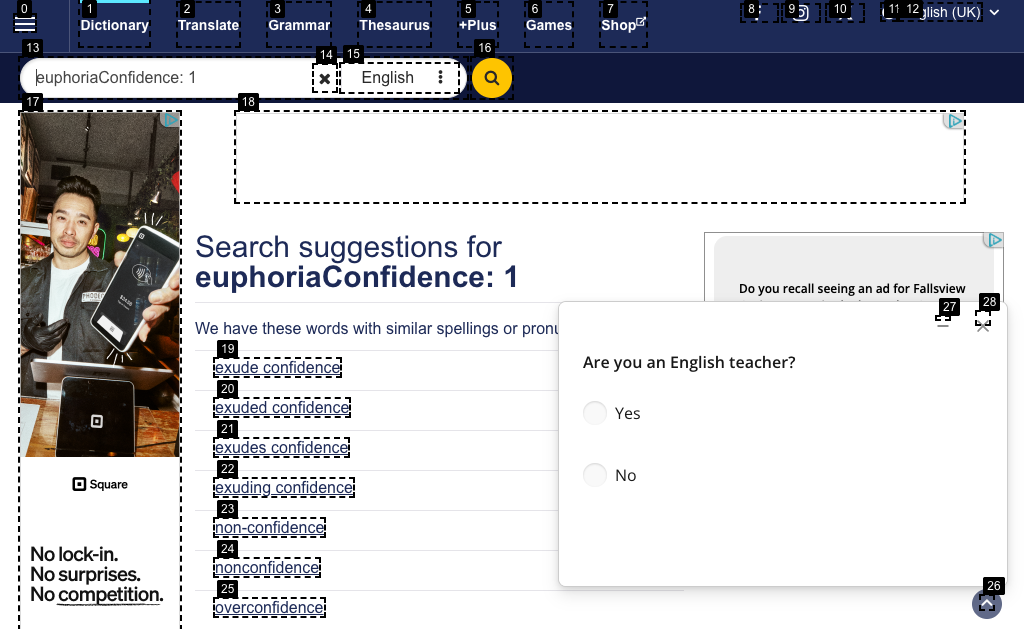 0
1
2
3
4
5
6
7
8
9
10
11
12
Dictionary
Translate
Grammar
Thesaurus
+Plus
Games
Shop
glish (UK)
13
14
15
16
euphoriaConfidence: 1
English
17
18
Search suggestions for
euphoriaConfidence: 1
Do you recall seeing an ad for Fallsview
We have these words with similar spellings or
19
exude confidence
20
exuded confidence
21
exudes confidence
22
exuding confidence
23
non-confidence
24
nonconfidence
25
overconfidence
27
28
Are you an English teacher?
Yes
No
26
Square
No lock-in.
No surprises.
No competition.